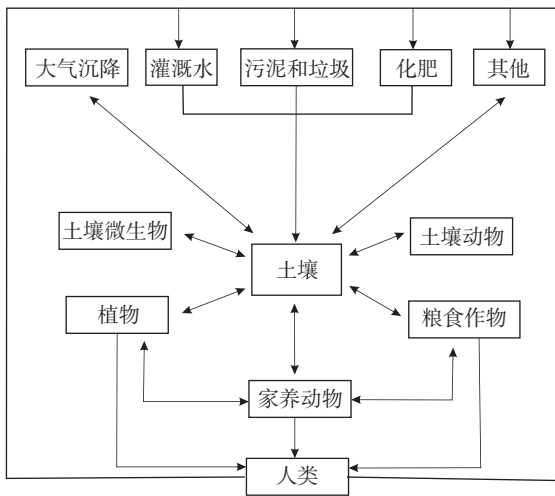 大气沉降
灌溉水
污泥和垃圾
化肥
其他
土壤微生物
土壤动物
土壤
植物
粮食作物
家养动物
人类